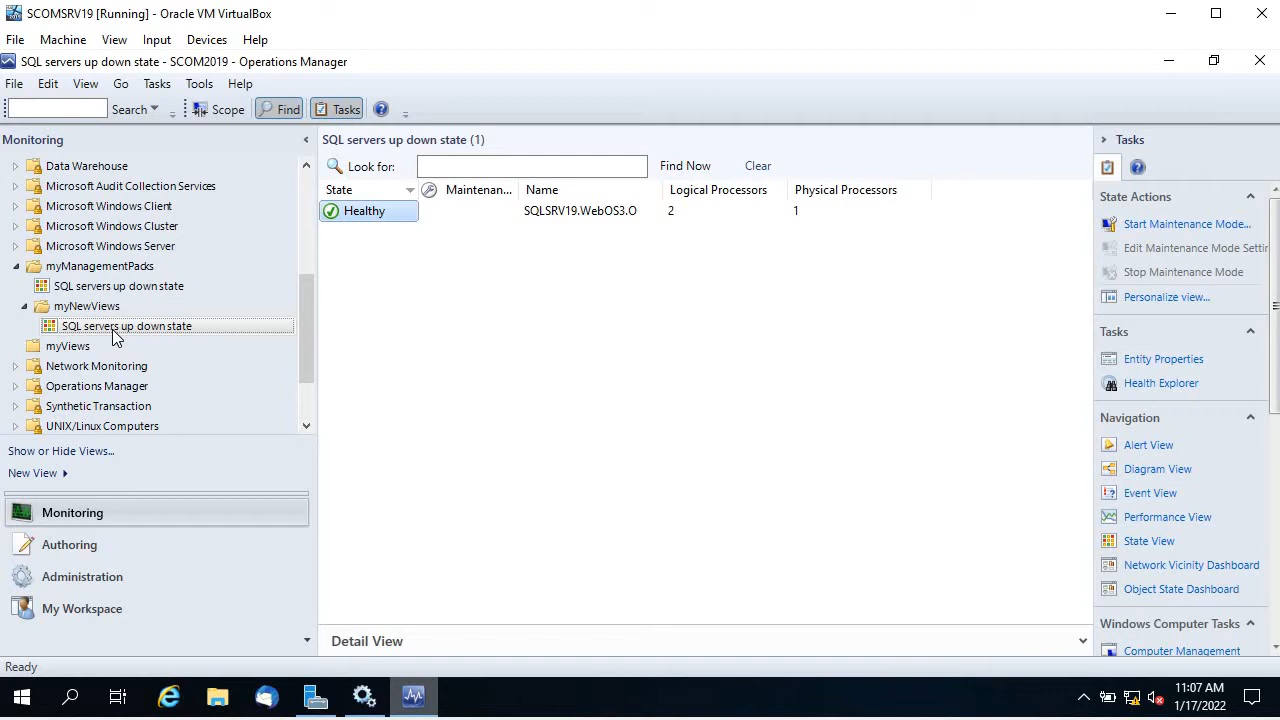 SCOMSRV19 [Running] - Oracle VM VirtualBox
File Machine View Input Devices Help
SQL servers up down state - SCOM2019 - Operations Manager
File Edit View Go Tasks Tools Help
Search Scope Find Tasks
Monitoring
Data Warehouse
Microsoft Audit Collection Services
Microsoft Windows Client
Microsoft Windows Cluster
Microsoft Windows Server
myManagementPacks
SQL servers up down state
myNewViews
SQL servers up down state
myViews
Network Monitoring
Operations Manager
Synthetic Transaction
UNIX/Linux Computers
Show or Hide Views...
New View
Monitoring
Authoring
Administration
My Workspace
SQL servers up down state (1)
Look for: Find Now Clear
State Maintenan... Name Logical Processors Physical Processors
Healthy SQLSRV19.WebOS3.O 2 1
Detail View
Tasks
State Actions
Start Maintenance Mode...
Edit Maintenance Mode Settin
Stop Maintenance Mode
Personalize view...
Tasks
Entity Properties
Health Explorer
Navigation
Alert View
Diagram View
Event View
Performance View
State View
Network Vicinity Dashboard
Object State Dashboard
Windows Computer Tasks
Computer Management
Ready
11:07 AM
1/17/2022